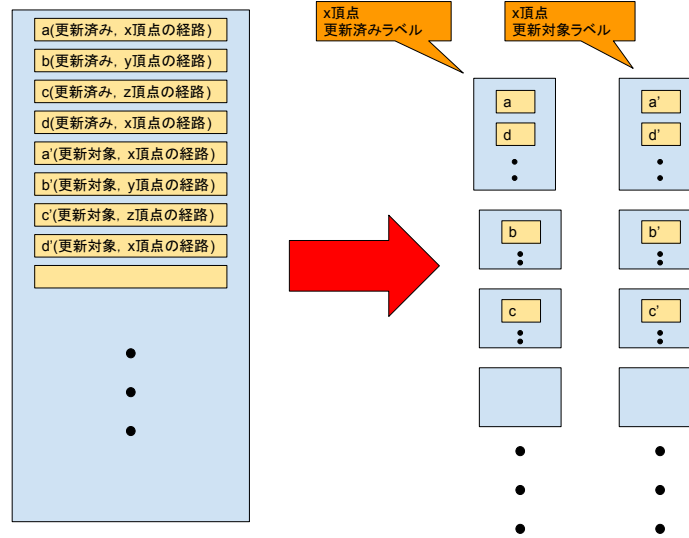 a(更新済み, x頂点の経路)
b(更新済み, y頂点の経路)
c(更新済み, z頂点の経路)
d(更新済み, x頂点の経路)
a'(更新対象, x頂点の経路)
b'(更新対象, y頂点の経路)
c'(更新対象, z頂点の経路)
d'(更新対象, x頂点の経路)
x頂点
更新済みラベル
x頂点
更新対象ラベル
a
d
a'
d'
b
b'
c
c'